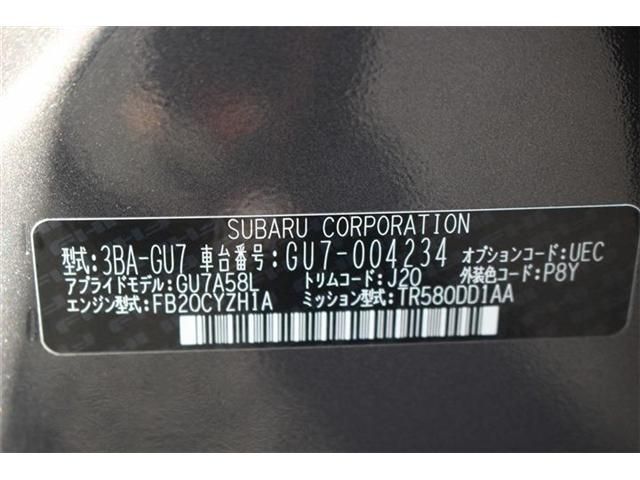 SUBARU CORPORATION
型式:3BA-GU7 車台番号:GU7-004234 オプションコード:UEC
アプライドモデル:GU7A58L トリムコード:J20 外装色コード:P8Y
エンジン型式:FB20CYZH1A ミッション型式:TR580DD1AA